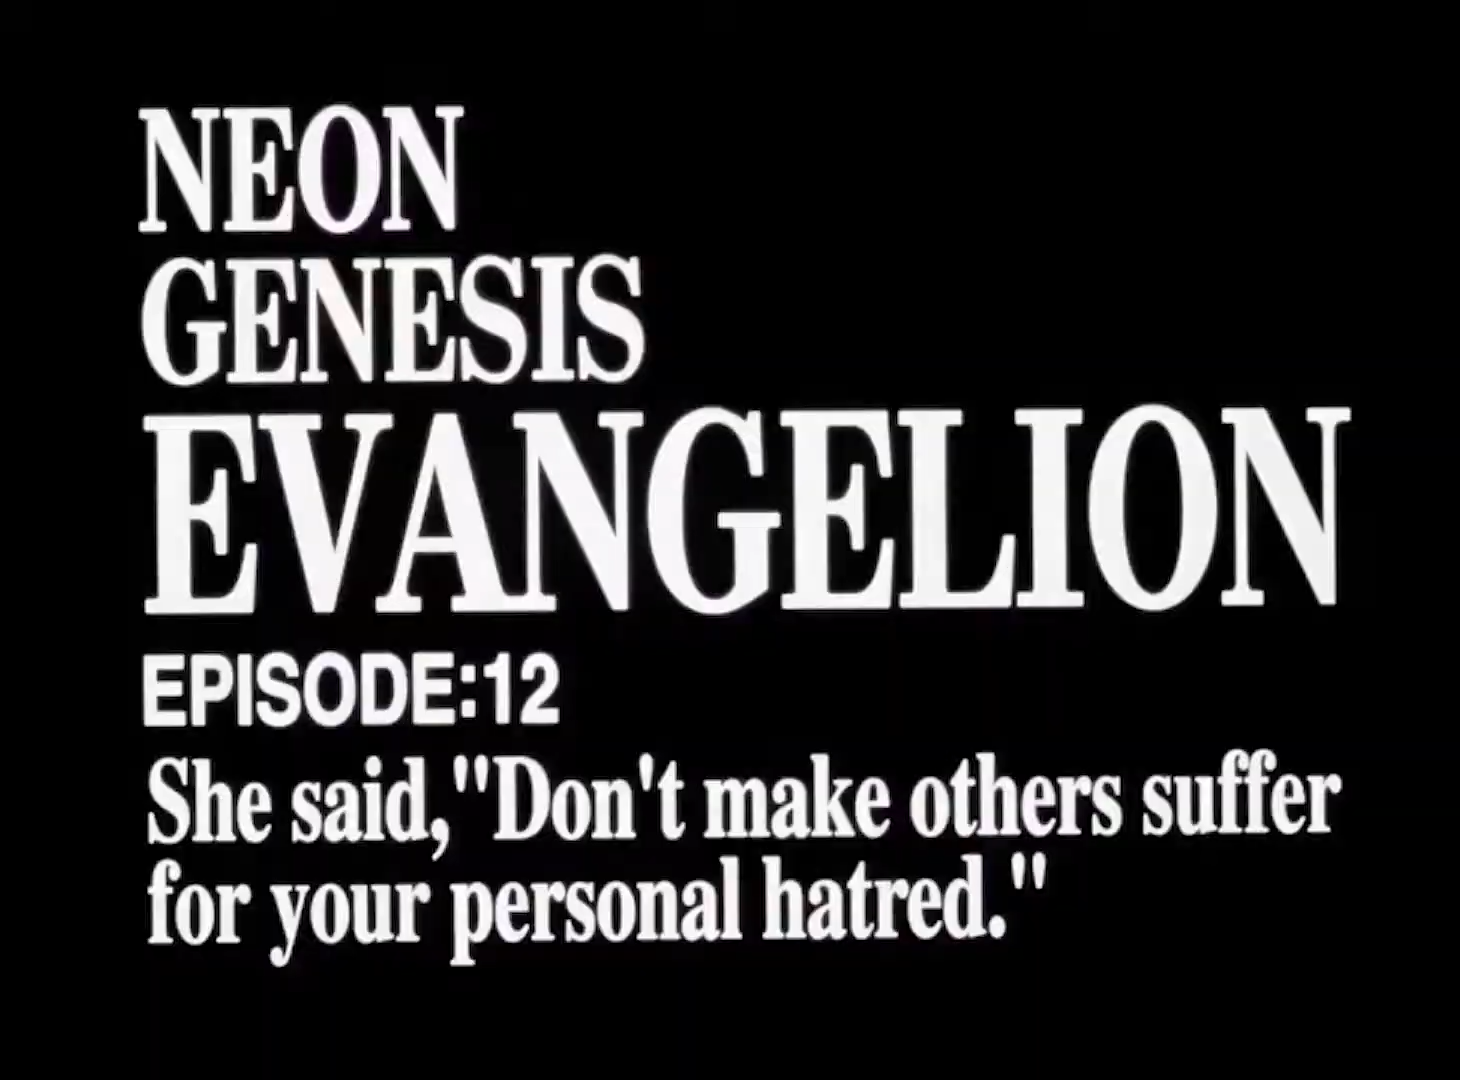 NEON
GENESIS
EVANGELION
EPISODE:12
She said,"Don't make others suffer
for your personal hatred."